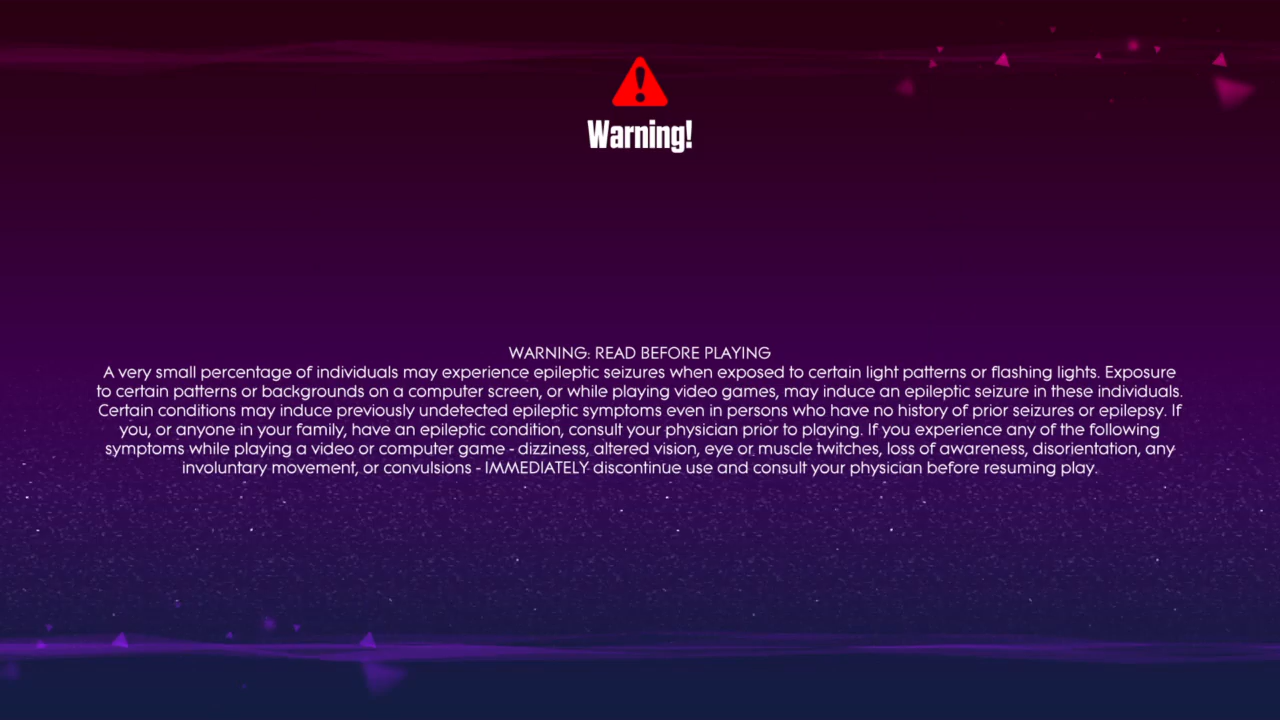 Warning!
WARNING: READ BEFORE PLAYING
A very small percentage of individuals may experience epileptic seizures when exposed to certain light patterns or flashing lights. Exposure
to certain patterns or backgrounds on a computer screen, or while playing video games, may induce an epileptic seizure in these individuals.
Certain conditions may induce previously undetected epileptic symptoms even in persons who have no history of prior seizures or epilepsy. If
you, or anyone in your family, have an epileptic condition, consult your physician prior to playing. If you experience any of the following
symptoms while playing a video or computer game - dizziness, altered vision, eye or muscle twitches, loss of awareness, disorientation, any
involuntary movement, or convulsions - IMMEDIATELY discontinue use and consult your physician before resuming play.